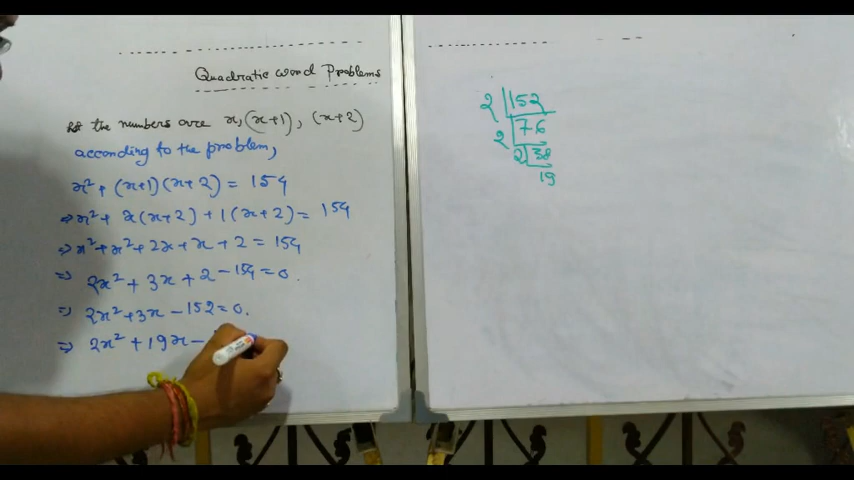 Quadratic word Problems
Let the numbers are x, (x+1), (x+2)
according to the problem,
x² + (x+1)(x+2) = 154
⇒ x² + x(x+2) + 1(x+2) = 154
⇒ x² + x² + 2x + x + 2 = 154
⇒ 2x² + 3x + 2 - 154 = 0.
⇒ 2x² + 3x - 152 = 0.
⇒ 2x² + 19x -
2 | 152
2 | 76
2 | 38
19